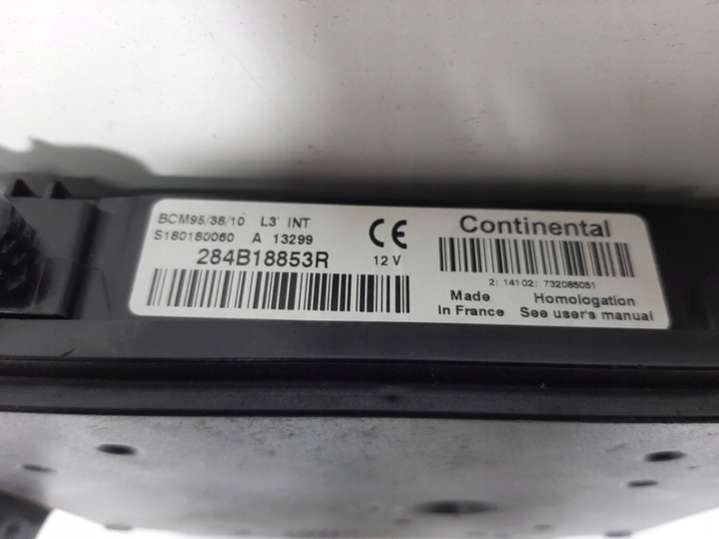 BCM95/38/10 L3' INT
S180180060 A 13299
284B18853R
12 V
CE
Continental
2: 14102: 732086051
Made In France
Homologation
See user's manual